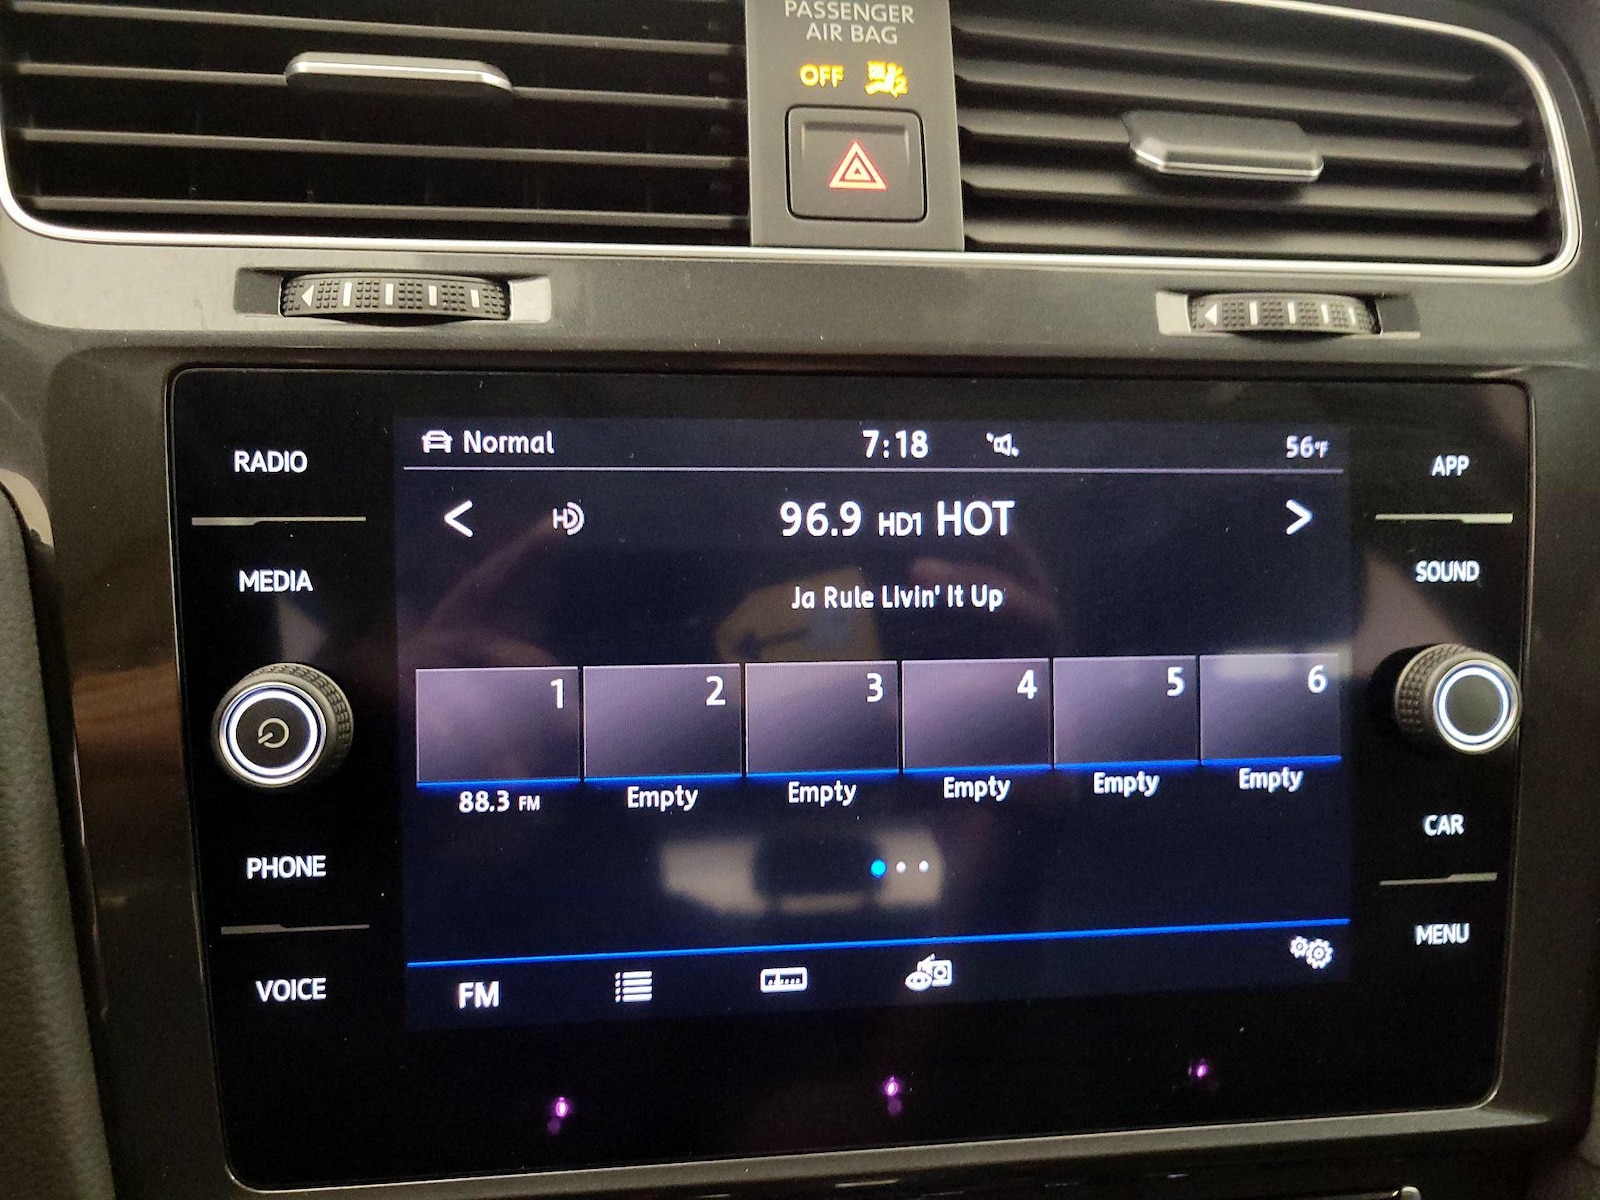 PASSENGER
AIR BAG
OFF
RADIO
MEDIA
PHONE
VOICE
Normal
7:18
56°F
HD
96.9 HD1 HOT
Ja Rule Livin' It Up
1
2
3
4
5
6
88.3 FM
Empty
Empty
Empty
Empty
Empty
FM
APP
SOUND
CAR
MENU